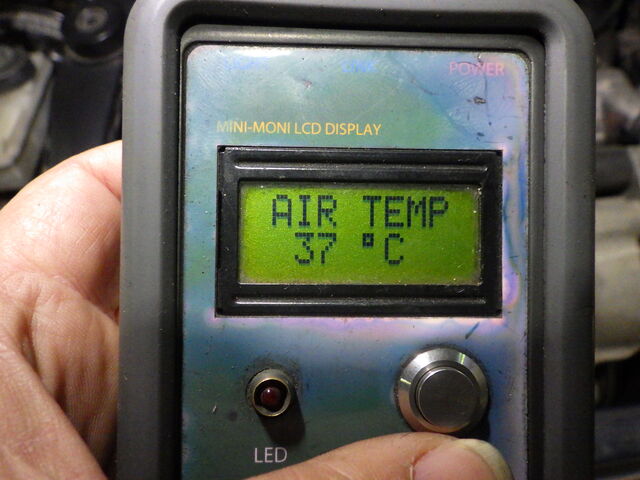 POWER
MINI-MONI LCD DISPLAY
AIR TEMP
37 °C
LED